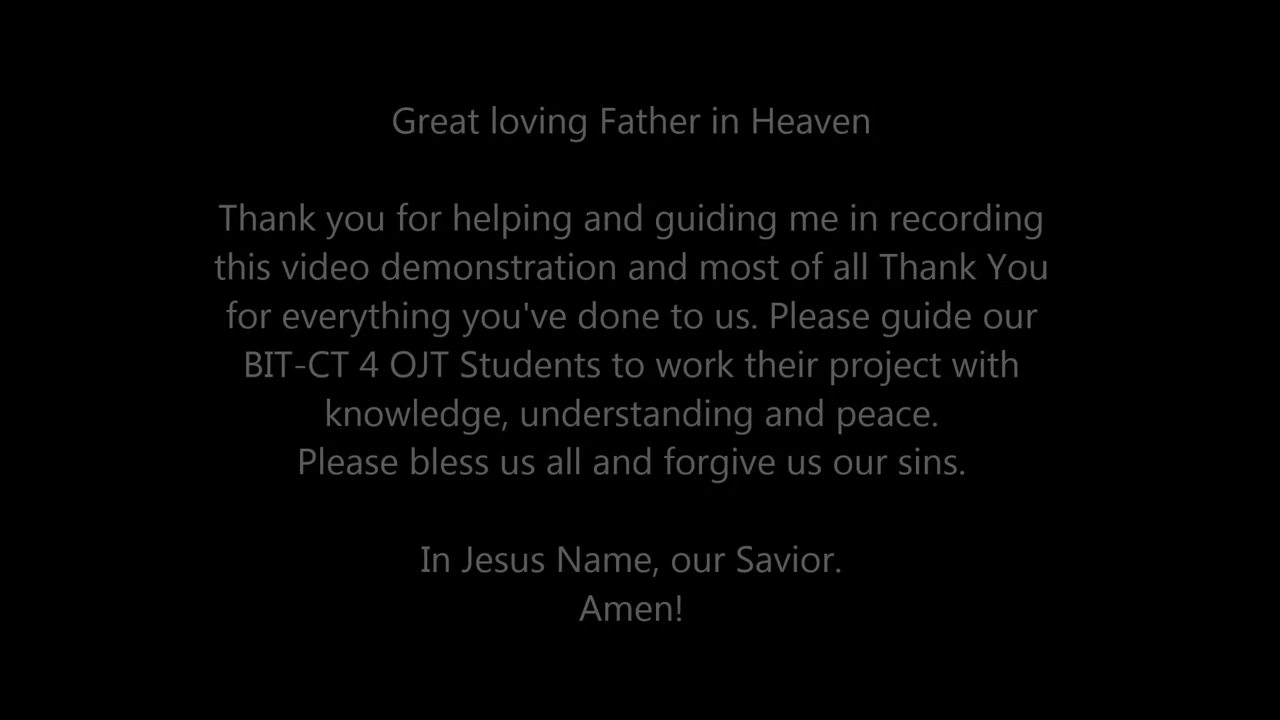 Great loving Father in Heaven
Thank you for helping and guiding me in recording
this video demonstration and most of all Thank You
for everything you've done to us. Please guide our
BIT-CT 4 OJT Students to work their project with
knowledge, understanding and peace.
Please bless us all and forgive us our sins.
In Jesus Name, our Savior.
Amen!